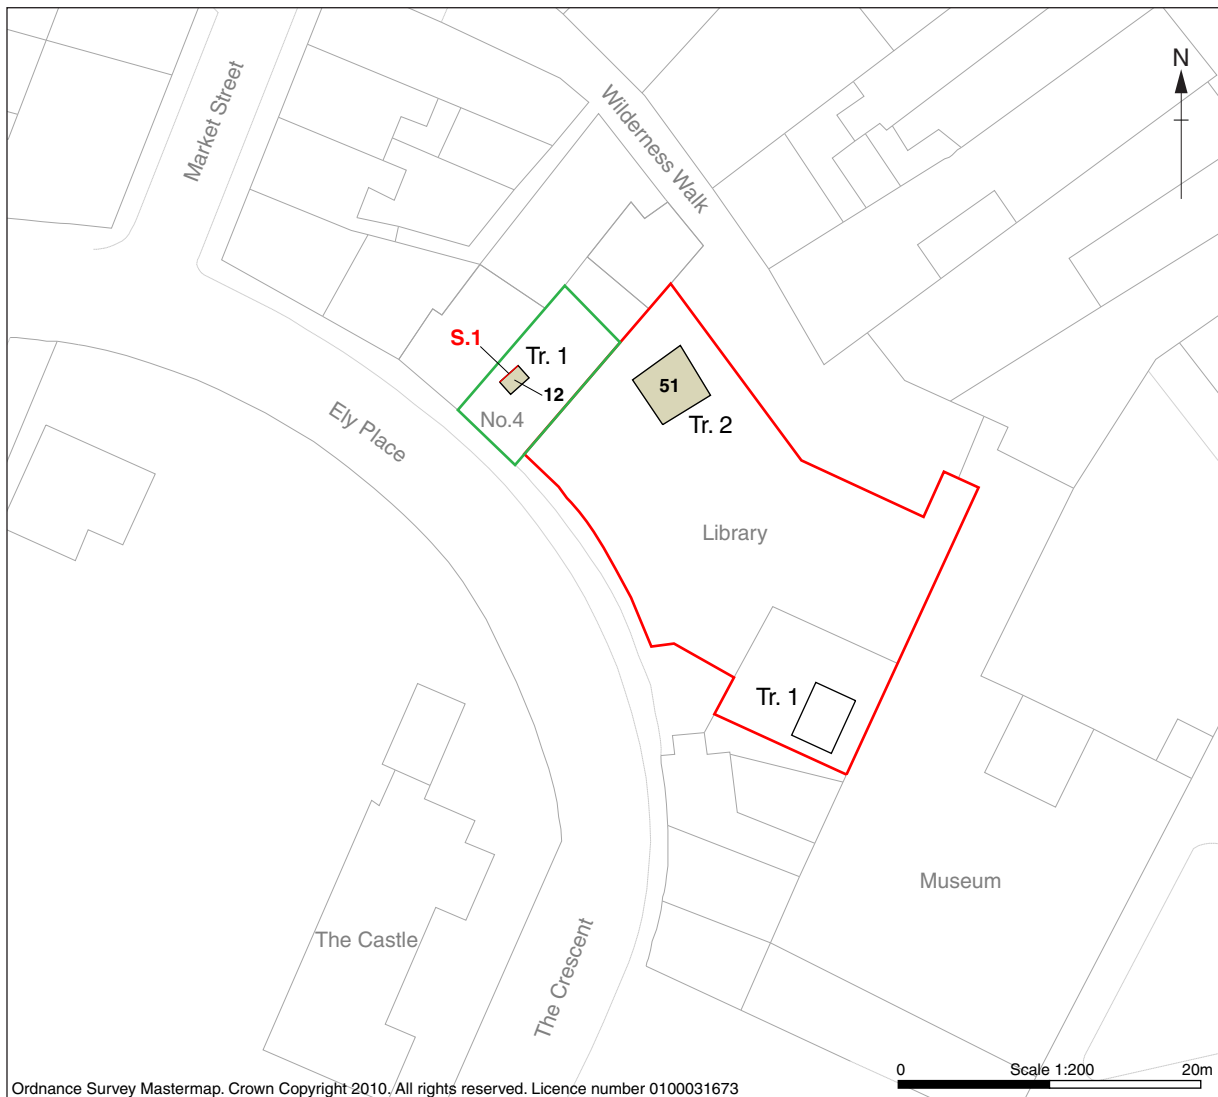 N
Market Street
Wilderness Walk
S.1
Tr. 1
12
No.4
51
Tr. 2
Ely Place
Library
Tr. 1
Museum
The Castle
The Crescent
0 Scale 1:200 20m
Ordnance Survey Mastermap. Crown Copyright 2010. All rights reserved. Licence number 0100031673